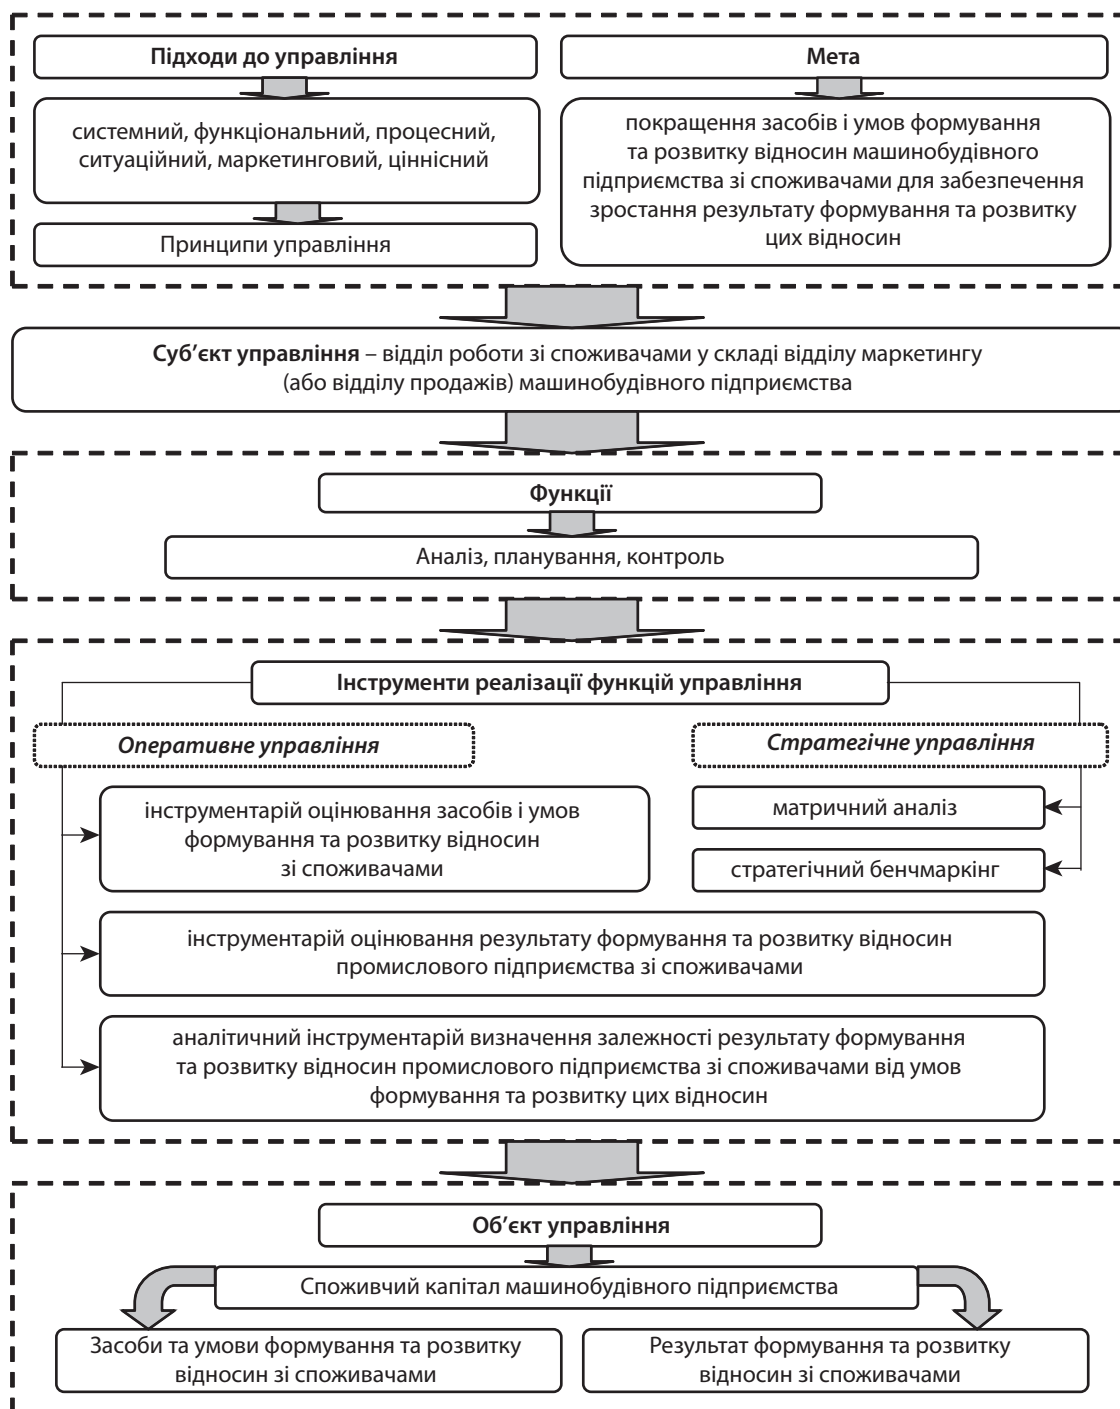 Підходи до управління
системний, функціональний, процесний,
ситуаційний, маркетинговий, ціннісний
Принципи управління
Мета
покращення засобів і умов формування
та розвитку відносин машинобудівного
підприємства зі споживачами для забезпечення
зростання результату формування та розвитку
цих відносин
Суб’єкт управління – відділ роботи зі споживачами у складі відділу маркетингу
(або відділу продажів) машинобудівного підприємства
Функції
Аналіз, планування, контроль
Інструменти реалізації функцій управління
Оперативне управління
інструментарій оцінювання засобів і умов
формування та розвитку відносин
зі споживачами
Стратегічне управління
матричний аналіз
стратегічний бенчмаркінг
інструментарій оцінювання результату формування та розвитку відносин
промислового підприємства зі споживачами
аналітичний інструментарій визначення залежності результату формування
та розвитку відносин промислового підприємства зі споживачами від умов
формування та розвитку цих відносин
Об’єкт управління
Споживчий капітал машинобудівного підприємства
Засоби та умови формування та розвитку
відносин зі споживачами
Результат формування та розвитку
відносин зі споживачами